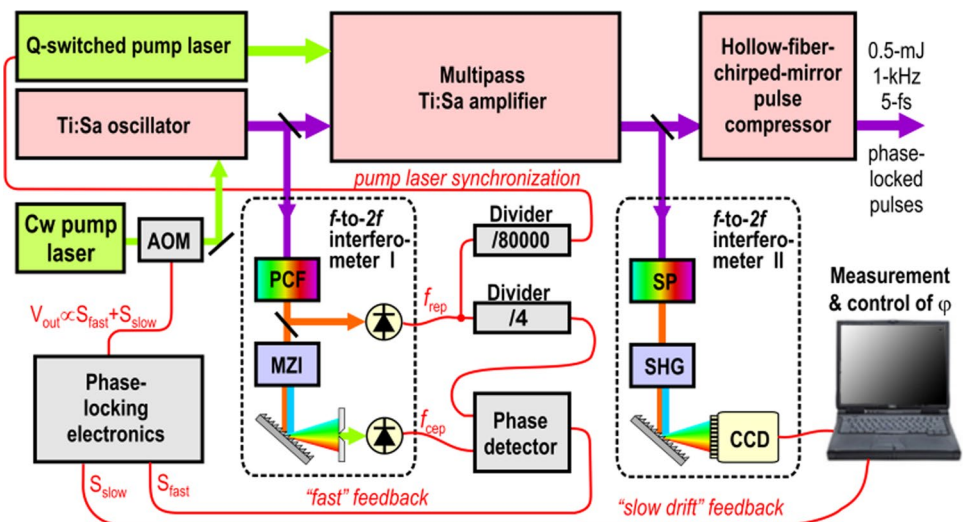 Q-switched pump laser
Ti:Sa oscillator
Multipass
Ti:Sa amplifier
Hollow-fiber-
chirped-mirror
pulse
compressor
0.5-mJ
1-kHz
5-fs
phase-
locked
pulses
pump laser synchronization
Cw pump
laser
AOM
f-to-2f
interfero-
meter I
PCF
MZI
Divider
/80000
f_rep
Divider
/4
f_cep
Phase
detector
f-to-2f
interfero-
meter II
SP
SHG
CCD
Measurement
& control of φ
V_out∝S_fast+S_slow
Phase-
locking
electronics
S_slow
S_fast
"fast" feedback
"slow drift" feedback